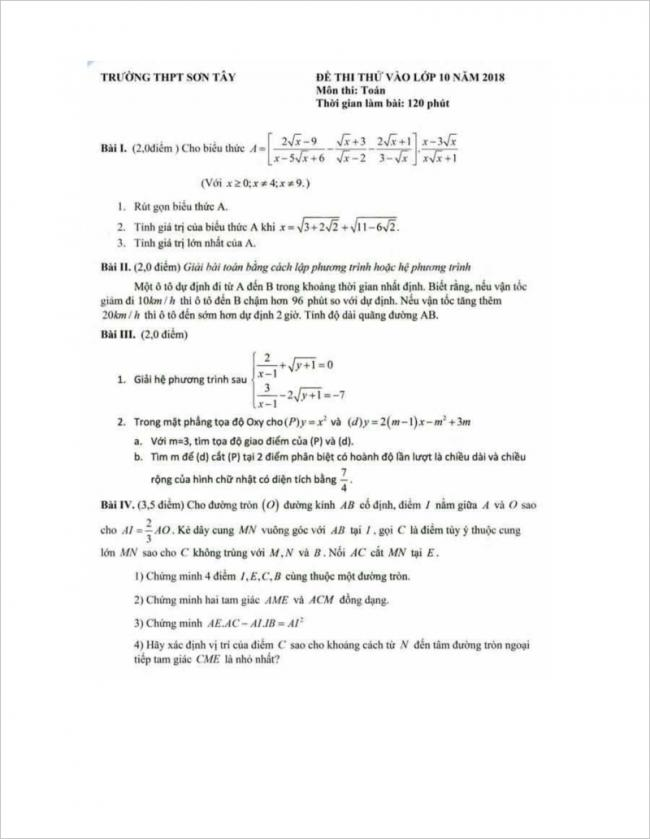 TRƯỜNG THPT SƠN TÂY
ĐỀ THI THỬ VÀO LỚP 10 NĂM 2018
Môn thi: Toán
Thời gian làm bài: 120 phút
Bài I. (2,0điểm ) Cho biểu thức A = [ (2√x − 9)/(x − 5√x + 6) − (√x + 3)/(√x − 2) − (2√x + 1)/(3 − √x) ] . (x − 3√x)/(x√x + 1)
(Với x ≥ 0; x ≠ 4; x ≠ 9.)
1. Rút gọn biểu thức A.
2. Tính giá trị của biểu thức A khi x = √(3 + 2√2) + √(11 − 6√2).
3. Tính giá trị lớn nhất của A.
Bài II. (2,0 điểm) Giải bài toán bằng cách lập phương trình hoặc hệ phương trình
Một ô tô dự định đi từ A đến B trong khoảng thời gian nhất định. Biết rằng, nếu vận tốc
giảm đi 10km / h thì ô tô đến B chậm hơn 96 phút so với dự định. Nếu vận tốc tăng thêm
20km / h thì ô tô đến sớm hơn dự định 2 giờ. Tính độ dài quãng đường AB.
Bài III. (2,0 điểm)
1. Giải hệ phương trình sau { 2/(x − 1) + √(y + 1) = 0
3/(x − 1) − 2√(y + 1) = −7
2. Trong mặt phẳng tọa độ Oxy cho (P) y = x² và (d) y = 2(m − 1)x − m² + 3m
a. Với m=3, tìm tọa độ giao điểm của (P) và (d).
b. Tìm m để (d) cắt (P) tại 2 điểm phân biệt có hoành độ lần lượt là chiều dài và chiều
rộng của hình chữ nhật có diện tích bằng 7/4.
Bài IV. (3,5 điểm) Cho đường tròn (O) đường kính AB cố định, điểm I nằm giữa A và O sao
cho AI = 2/3 AO. Kẻ dây cung MN vuông góc với AB tại I, gọi C là điểm tùy ý thuộc cung
lớn MN sao cho C không trùng với M, N và B. Nối AC cắt MN tại E.
1) Chứng minh 4 điểm I, E, C, B cùng thuộc một đường tròn.
2) Chứng minh hai tam giác AME và ACM đồng dạng.
3) Chứng minh AE.AC − AI.IB = AI²
4) Hãy xác định vị trí của điểm C sao cho khoảng cách từ N đến tâm đường tròn ngoại
tiếp tam giác CME là nhỏ nhất?